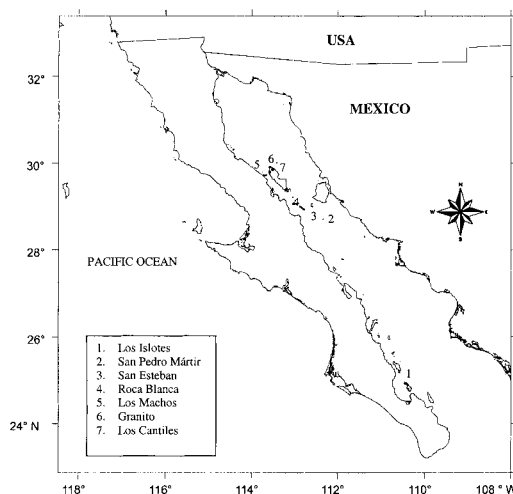 USA
32°
MEXICO
6
5
7
30°
4
3
2
N
W
E
S
28°
PACIFIC OCEAN
26°
1
1. Los Islotes
2. San Pedro Mártir
3. San Esteban
4. Roca Blanca
5. Los Machos
6. Granito
7. Los Cantiles
24° N
118°
116°
114°
112°
110°
108° W